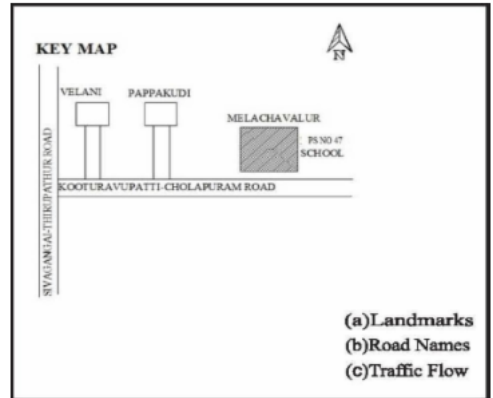 N
KEY MAP
VELANI
PAPPAKUDI
MELACHAVALUR
PS NO 47
SCHOOL
SIVAGANGAI-THIRUPATHUR ROAD
KOOTURAVUPATTI-CHOLAPURAM ROAD
(a)Landmarks
(b)Road Names
(c)Traffic Flow